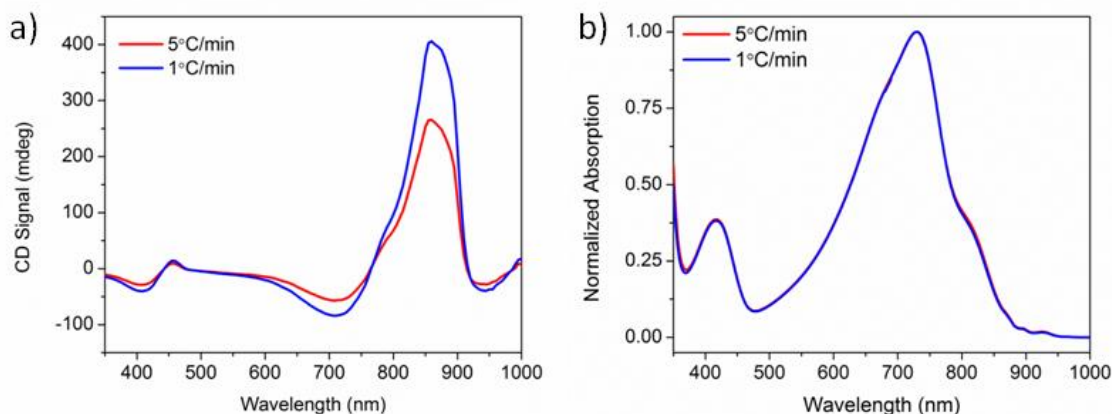 a)
5°C/min
1°C/min
CD Signal (mdeg)
400
300
200
100
0
-100
400 500 600 700 800 900 1000
Wavelength (nm)
b)
5°C/min
1°C/min
Normalized Absorption
1.00
0.75
0.50
0.25
0.00
400 500 600 700 800 900 1000
Wavelength (nm)